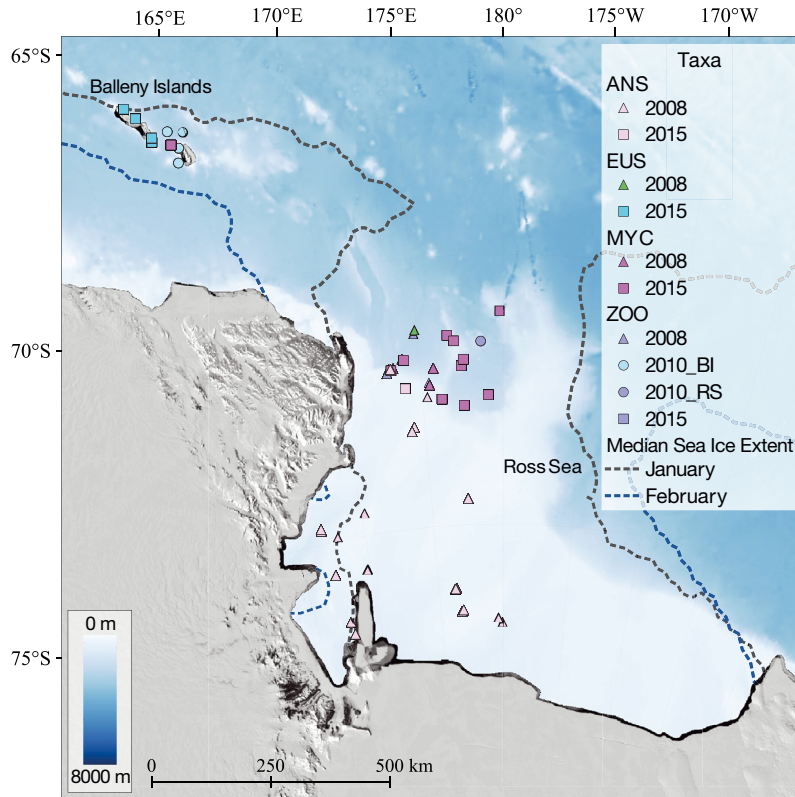 165°E 170°E 175°E 180° 175°W 170°W
65°S
70°S
75°S
Balleny Islands
Ross Sea
Taxa
ANS
2008
2015
EUS
2008
2015
MYC
2008
2015
ZOO
2008
2010_BI
2010_RS
2015
Median Sea Ice Extent
January
February
0 m
8000 m
0 250 500 km